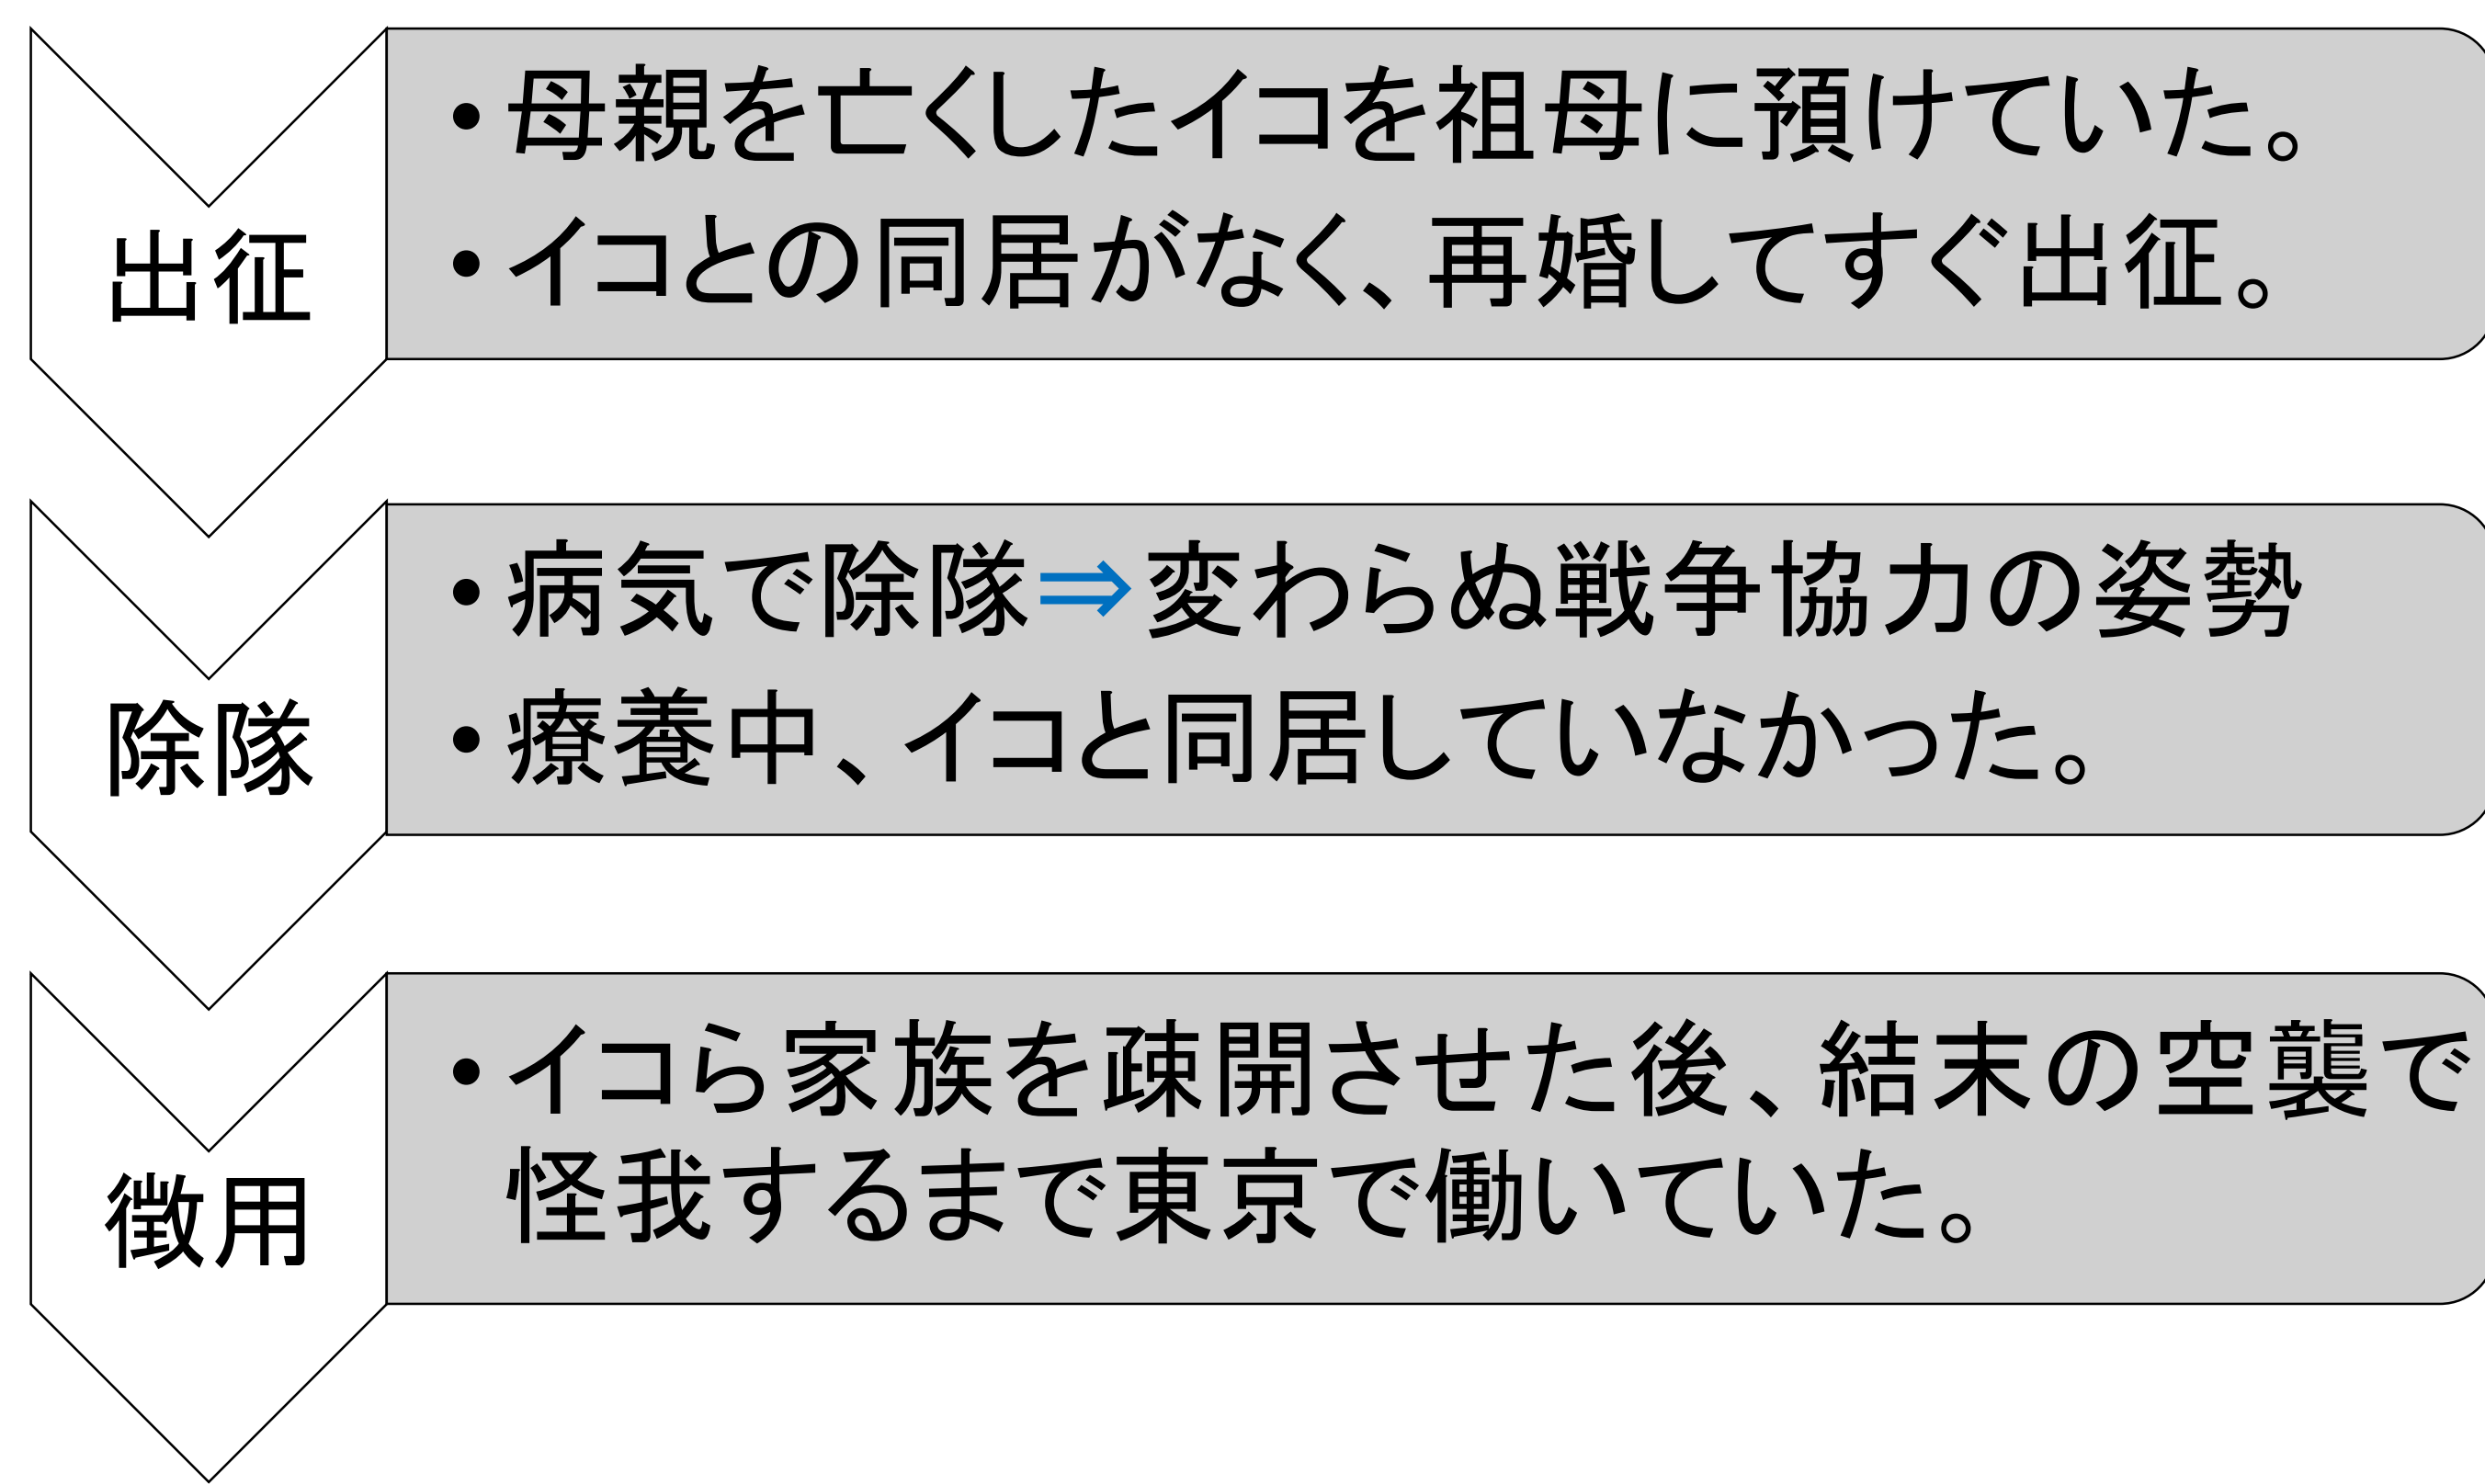 出征
• 母親を亡くしたイコを祖母に預けていた。
• イコとの同居がなく、再婚してすぐ出征。
除隊
• 病気で除隊⇒変わらぬ戦争協力の姿勢
• 療養中、イコと同居していなかった。
徴用
• イコら家族を疎開させた後、給末の空襲で
怪我するまで東京で働いていた。